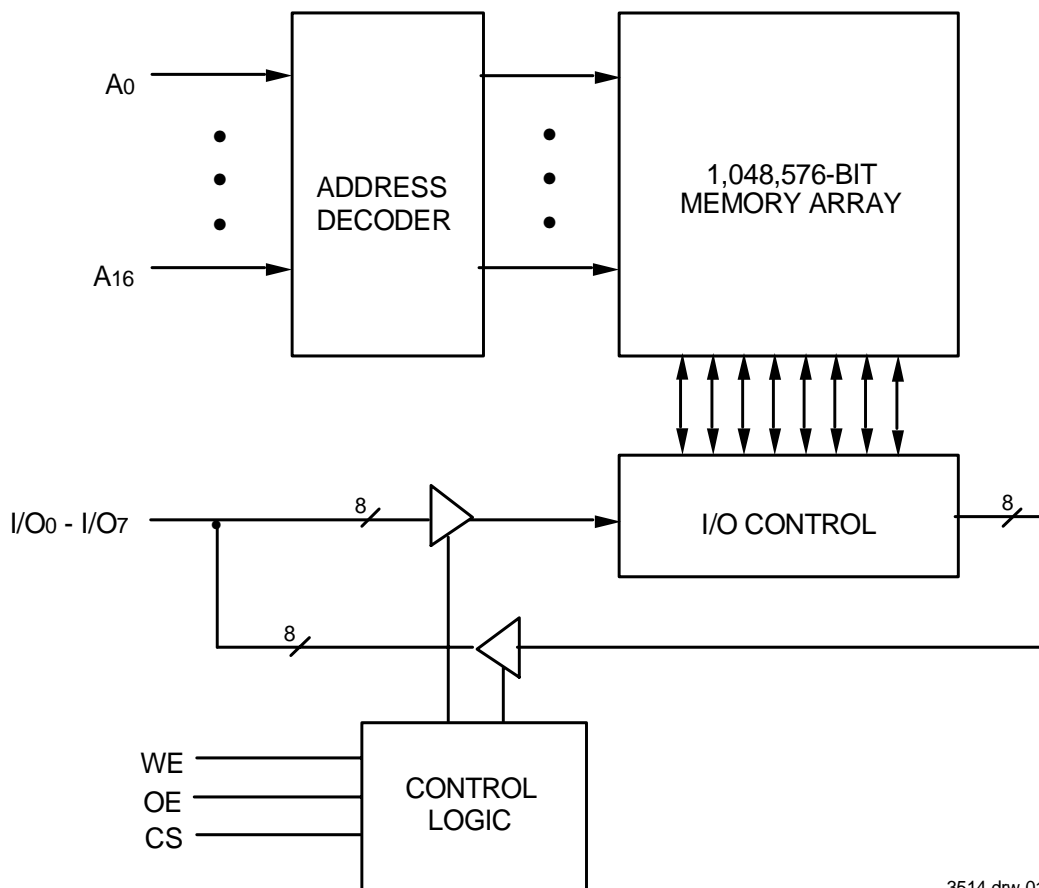 A0
A16
ADDRESS
DECODER
1,048,576-BIT
MEMORY ARRAY
I/O0 - I/O7
8
I/O CONTROL
8
8
WE
OE
CS
CONTROL
LOGIC